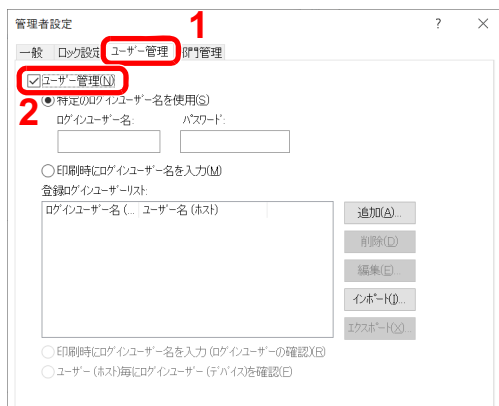 管理者設定 ? ×
1
一般 ロック設定 ユーザー管理 部門管理
ユーザー管理(N)
2 特定のログインユーザー名を使用(S)
ログインユーザー名: パスワード:
印刷時にログインユーザー名を入力(M)
登録ログインユーザーリスト:
ログインユーザー名 (... ユーザー名 (ホスト)
追加(A)...
削除(D)
編集(E)...
インポート(I)...
エクスポート(X)...
印刷時にログインユーザー名を入力 (ログインユーザーの確認)(R)
ユーザー (ホスト)毎にログインユーザー (デバイス)を確認(F)